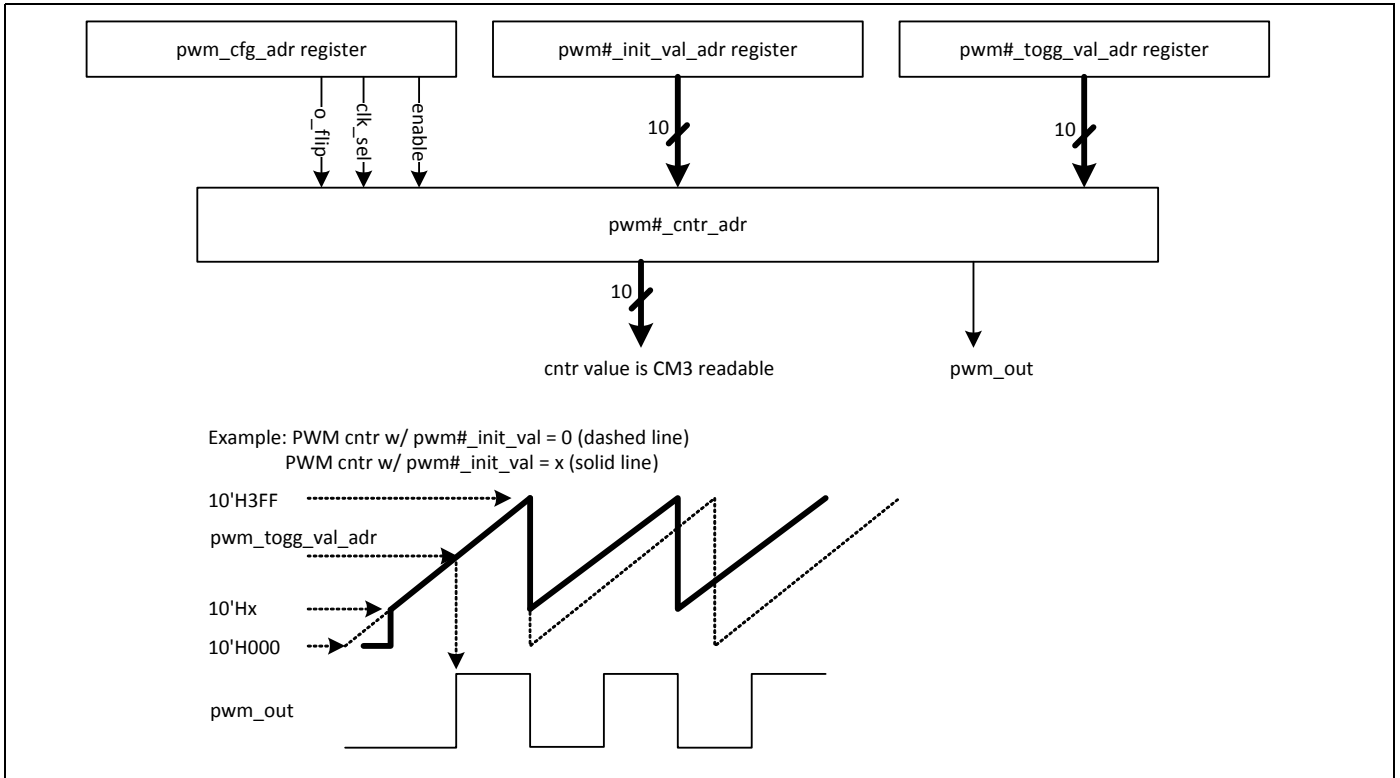 pwm_cfg_adr register
pwm#_init_val_adr register
pwm#_togg_val_adr register
o_flip
clk_sel
enable
10
10
pwm#_cntr_adr
10
cntr value is CM3 readable
pwm_out
Example: PWM cntr w/ pwm#_init_val = 0 (dashed line)
PWM cntr w/ pwm#_init_val = x (solid line)
10'H3FF
pwm_togg_val_adr
10'Hx
10'H000
pwm_out